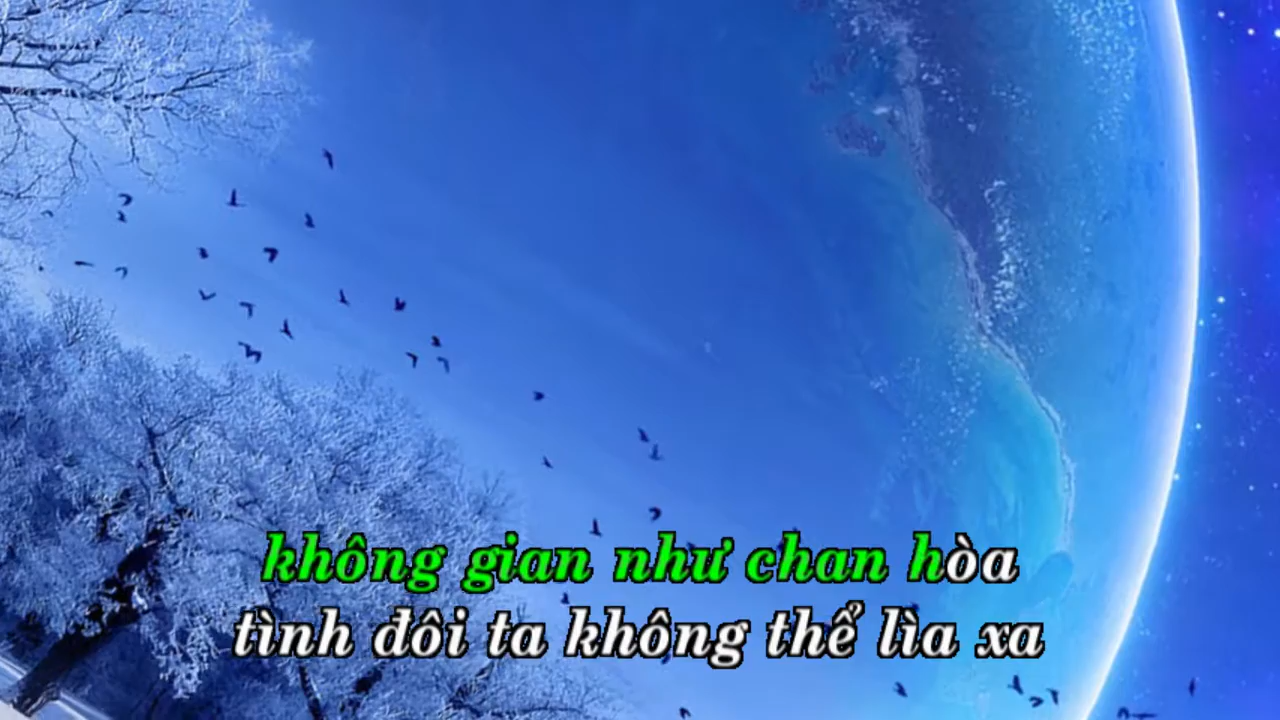 không gian như chan hòa
tình đôi ta không thể lìa xa